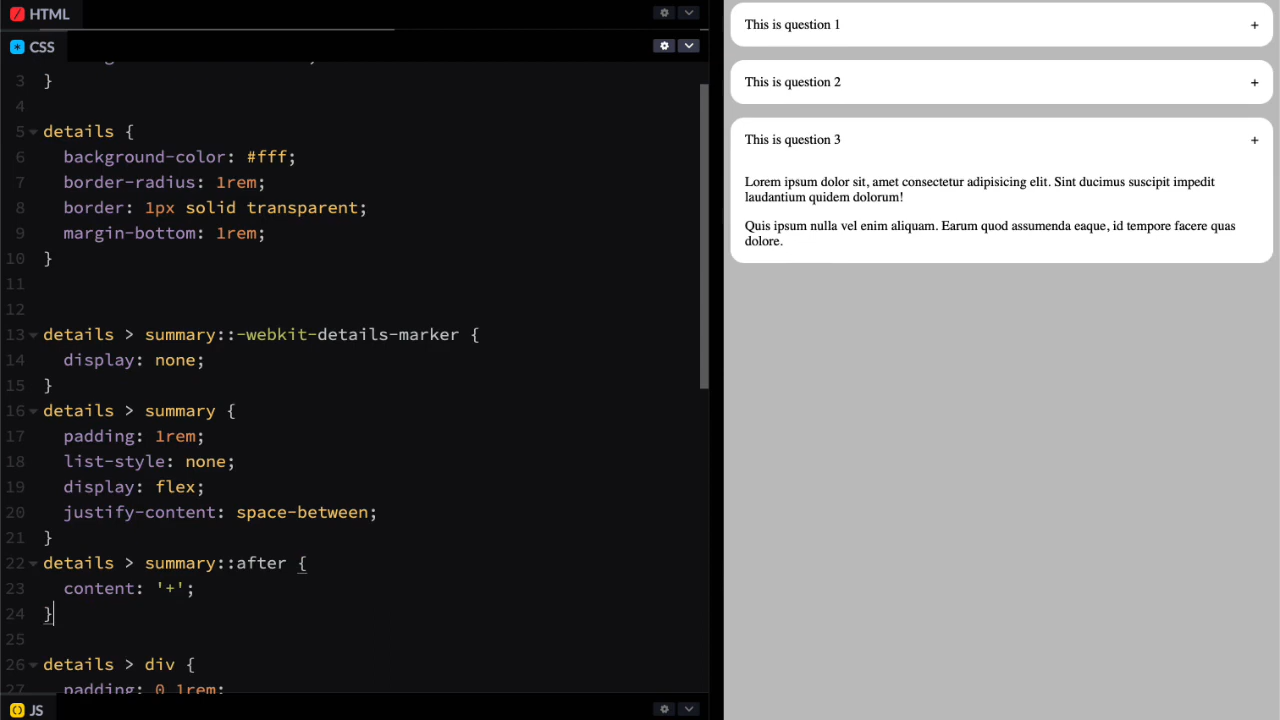 HTML
CSS
3 }
4
5 details {
6 background-color: #fff;
7 border-radius: 1rem;
8 border: 1px solid transparent;
9 margin-bottom: 1rem;
10 }
11
12
13 details > summary::-webkit-details-marker {
14 display: none;
15 }
16 details > summary {
17 padding: 1rem;
18 list-style: none;
19 display: flex;
20 justify-content: space-between;
21 }
22 details > summary::after {
23 content: '+';
24 }
25
26 details > div {
27 padding: 0 1rem;
JS
This is question 1 +
This is question 2 +
This is question 3 +
Lorem ipsum dolor sit, amet consectetur adipisicing elit. Sint ducimus suscipit impedit
laudantium quidem dolorum!
Quis ipsum nulla vel enim aliquam. Earum quod assumenda eaque, id tempore facere quas
dolore.